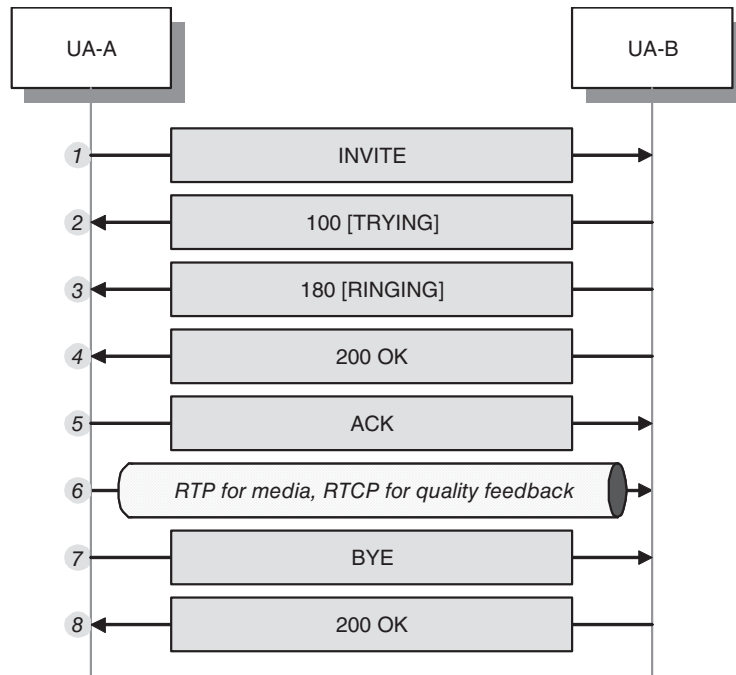 UA-A
UA-B
1
INVITE
2
100 [TRYING]
3
180 [RINGING]
4
200 OK
5
ACK
6
RTP for media, RTCP for quality feedback
7
BYE
8
200 OK